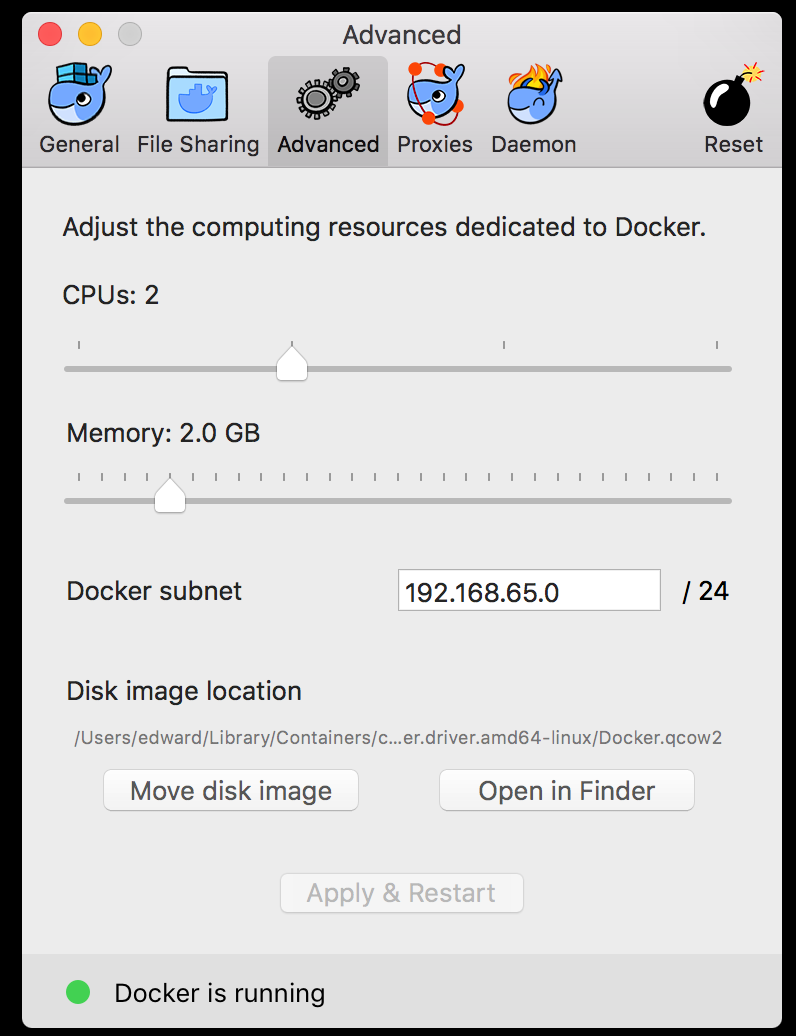 Advanced
General File Sharing Advanced Proxies Daemon Reset
Adjust the computing resources dedicated to Docker.
CPUs: 2
Memory: 2.0 GB
Docker subnet 192.168.65.0 / 24
Disk image location
/Users/edward/Library/Containers/c...er.driver.amd64-linux/Docker.qcow2
Move disk image Open in Finder
Apply & Restart
Docker is running